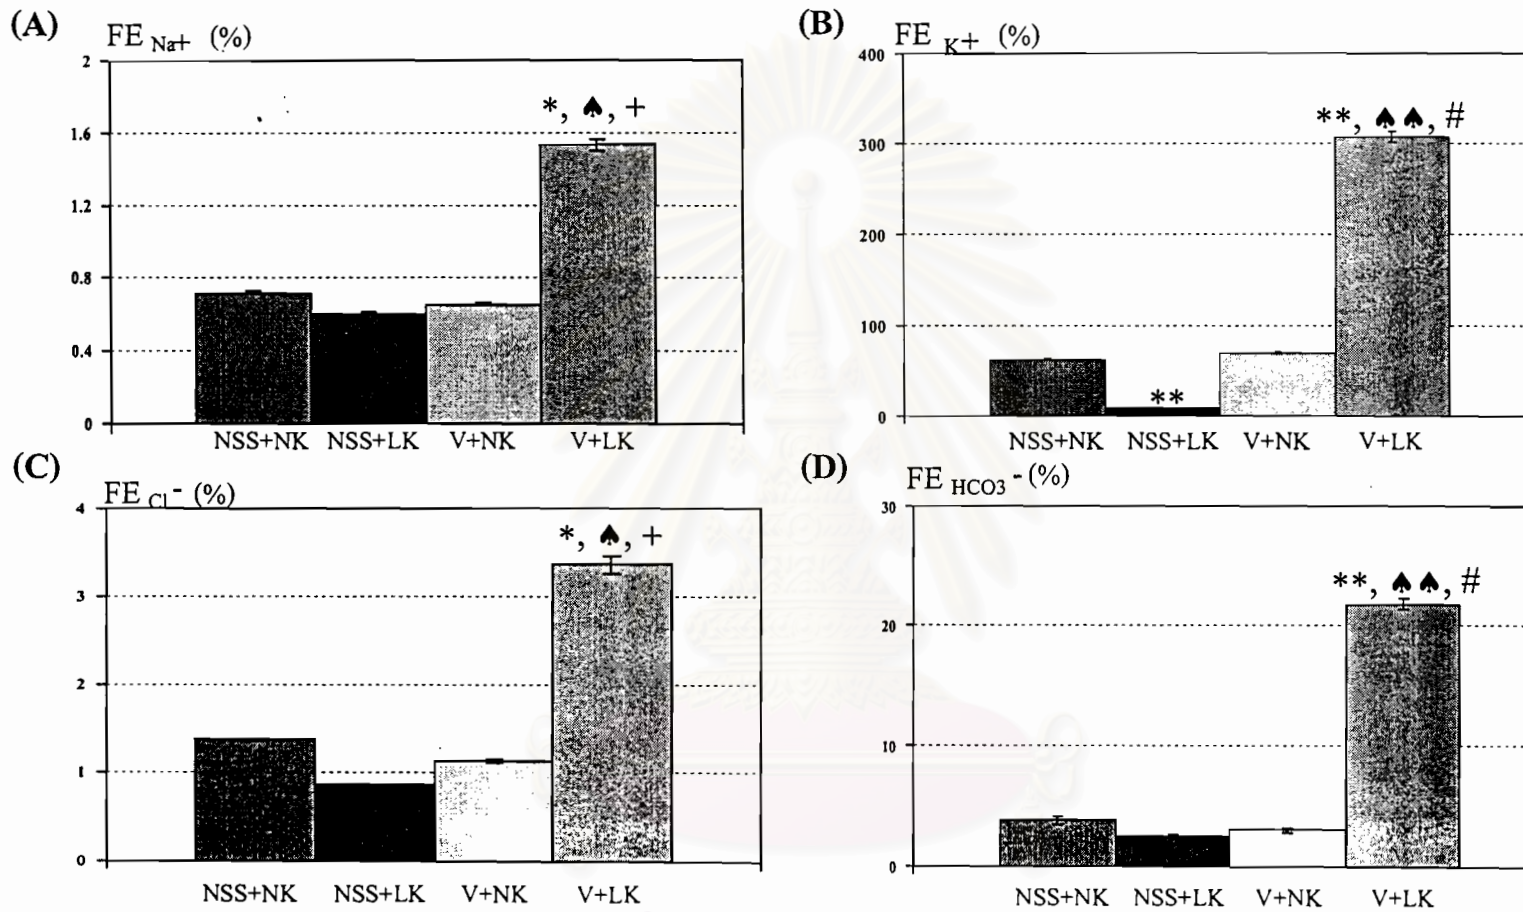 (A)
FE Na+ (%)
2
1.6
1.2
0.8
0.4
0
*, ♠, +
NSS+NK NSS+LK V+NK V+LK
(B)
FE K+ (%)
400
300
200
100
0
**
**, ♠♠, #
NSS+NK NSS+LK V+NK V+LK
(C)
FE Cl- (%)
4
3
2
1
0
*, ♠, +
NSS+NK NSS+LK V+NK V+LK
(D)
FE HCO3- (%)
30
20
10
0
**, ♠♠, #
NSS+NK NSS+LK V+NK V+LK